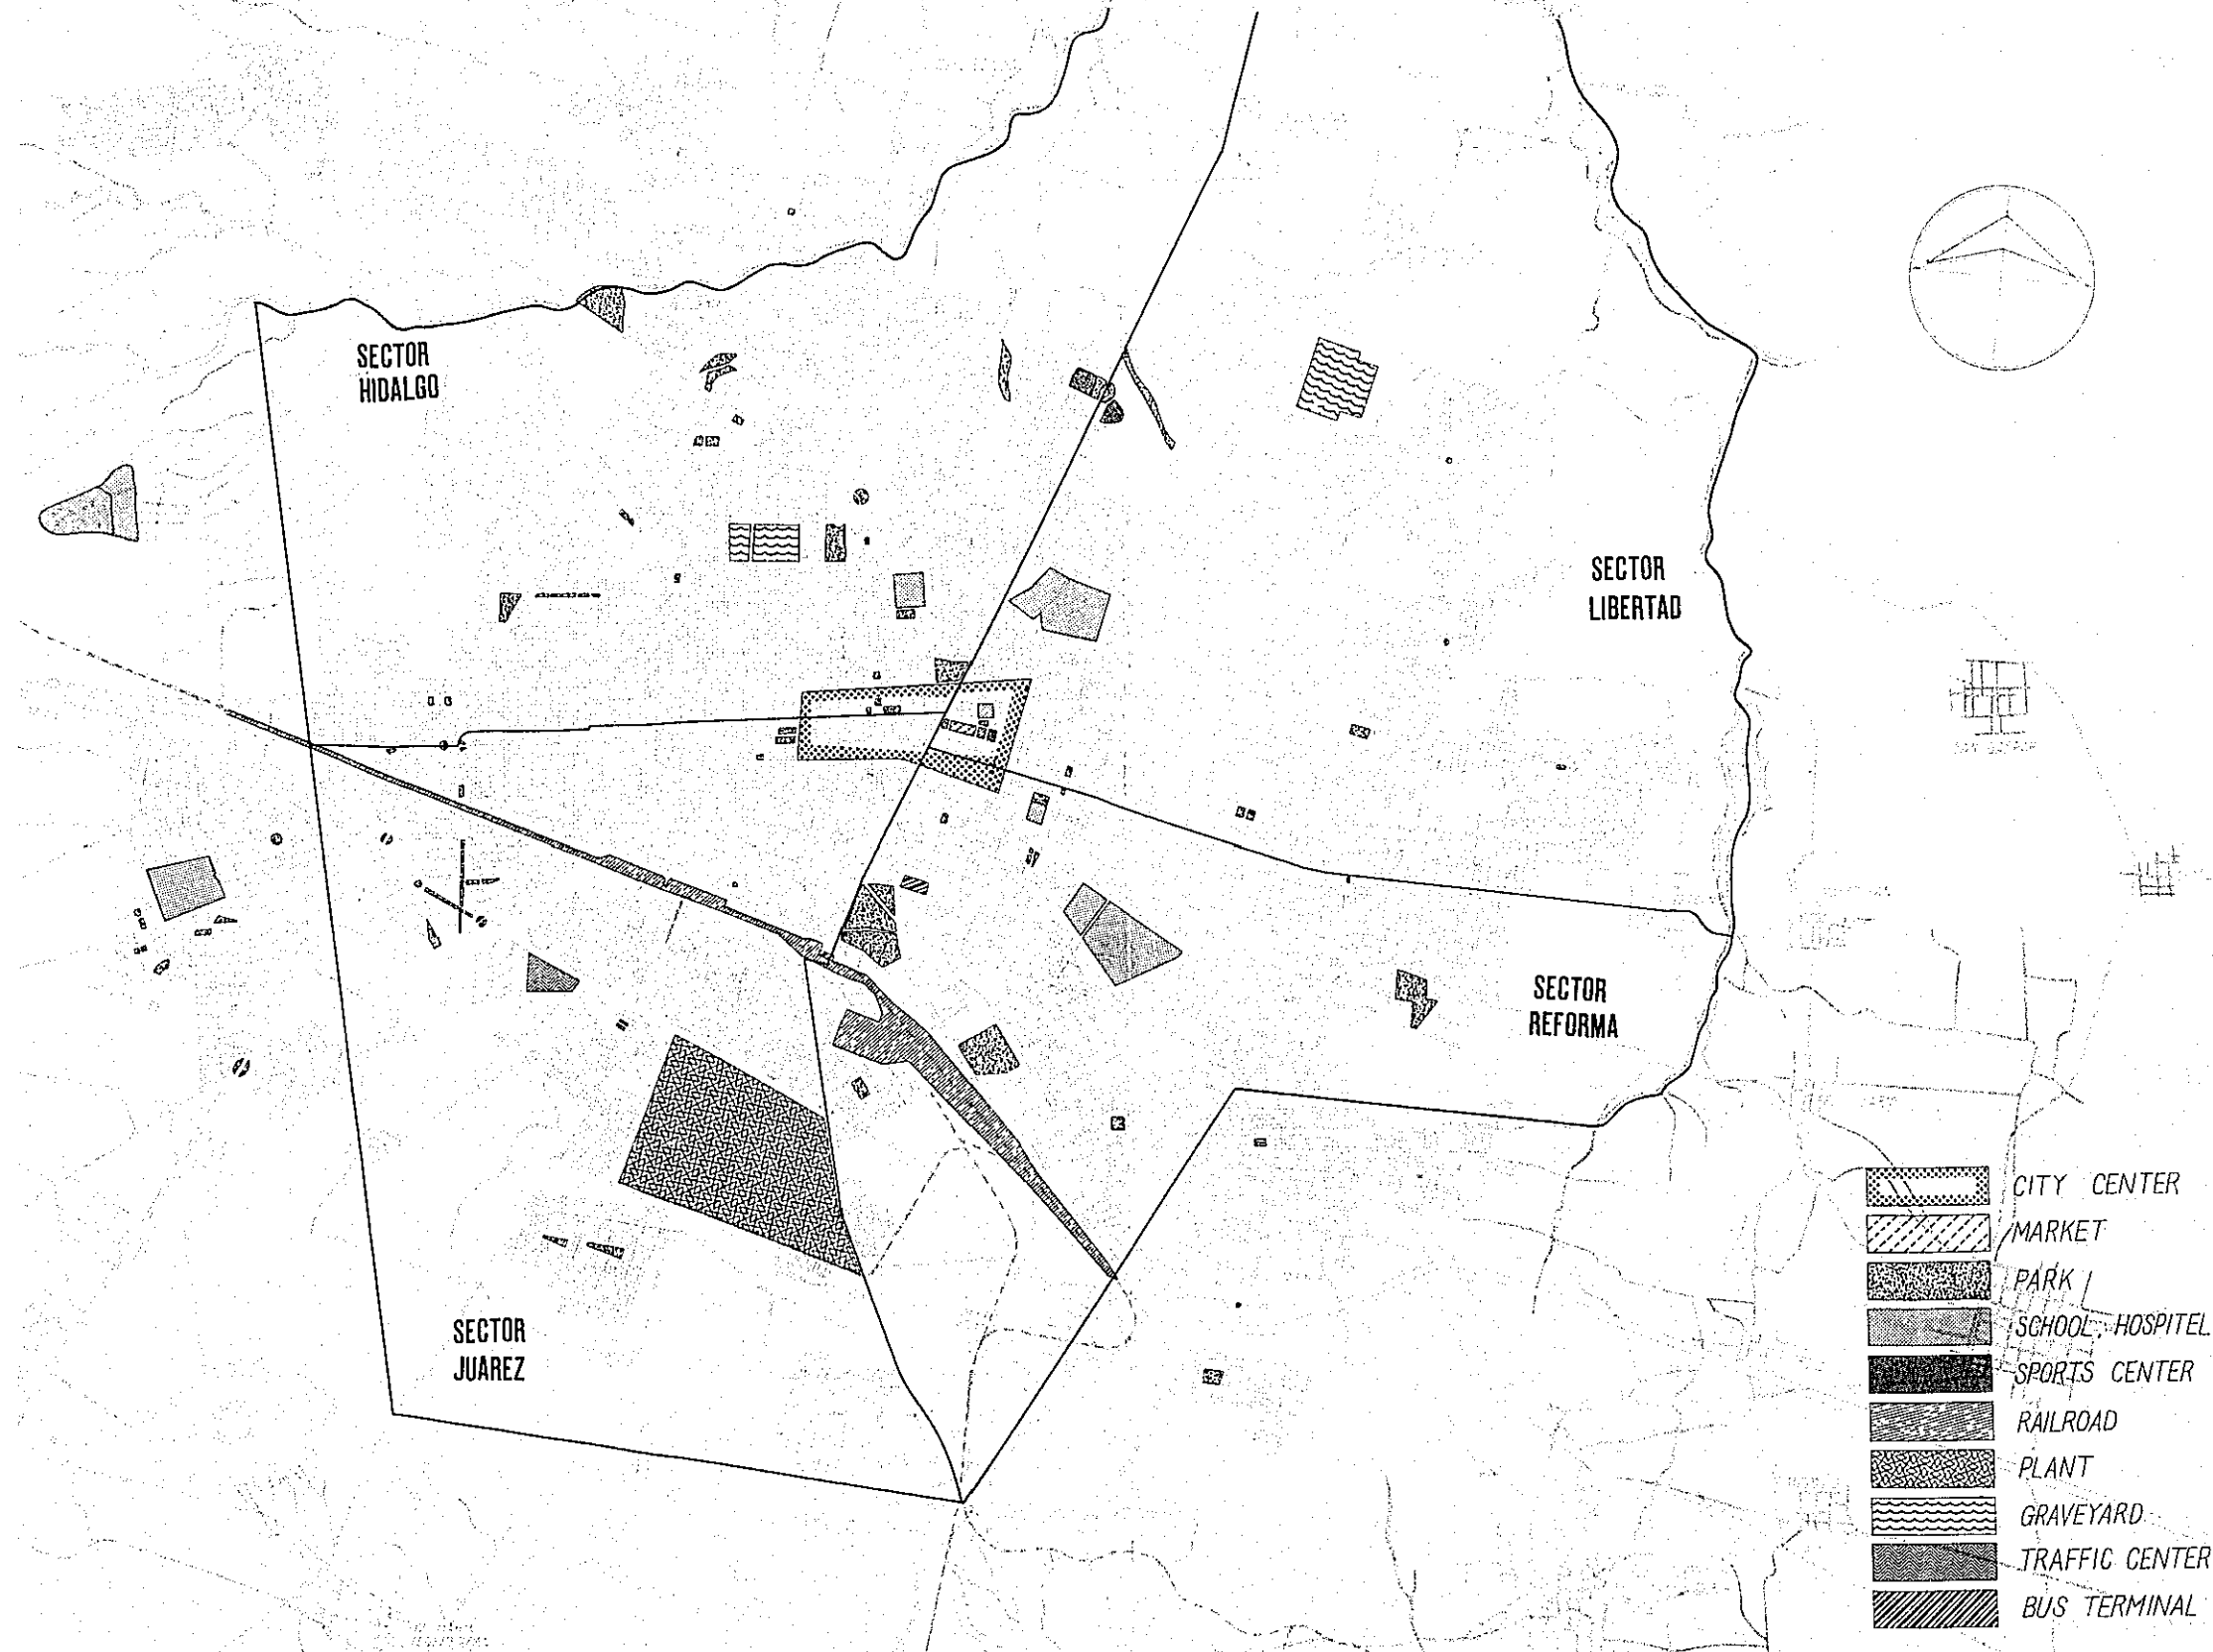 SECTOR
HIDALGO
SECTOR
LIBERTAD
SECTOR
REFORMA
SECTOR
JUAREZ
CITY CENTER
MARKET
PARK
SCHOOL, HOSPITEL
SPORTS CENTER
RAILROAD
PLANT
GRAVEYARD
TRAFFIC CENTER
BUS TERMINAL